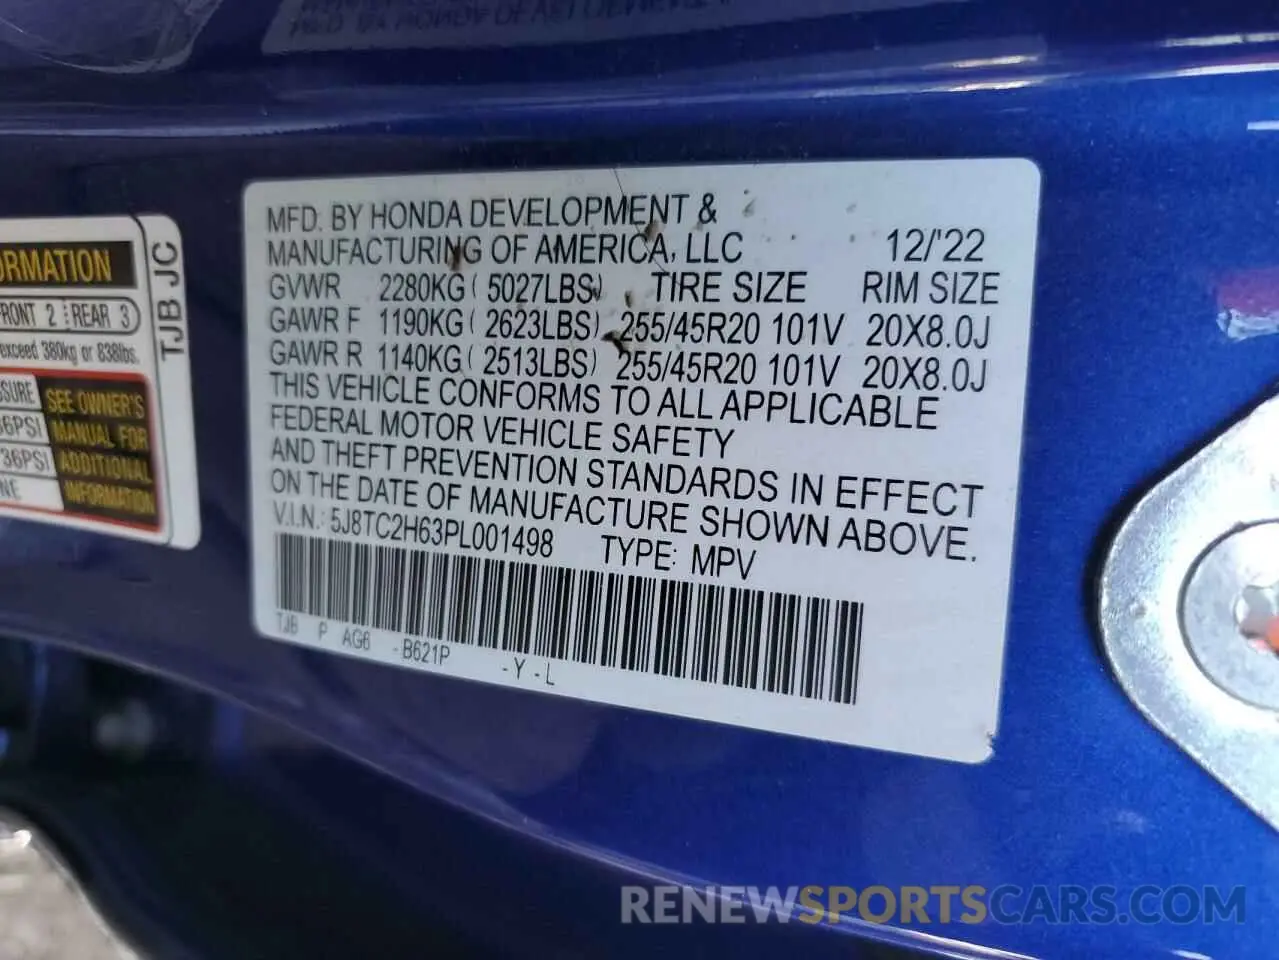 MFD. BY HONDA DEVELOPMENT &
MANUFACTURING OF AMERICA, LLC 12/'22
GVWR 2280KG ( 5027LBS) TIRE SIZE RIM SIZE
GAWR F 1190KG ( 2623LBS) 255/45R20 101V 20X8.0J
GAWR R 1140KG ( 2513LBS) 255/45R20 101V 20X8.0J
THIS VEHICLE CONFORMS TO ALL APPLICABLE
FEDERAL MOTOR VEHICLE SAFETY
AND THEFT PREVENTION STANDARDS IN EFFECT
ON THE DATE OF MANUFACTURE SHOWN ABOVE.
V.I.N.: 5J8TC2H63PL001498 TYPE: MPV
TJB P AG6 -B621P -Y-L
ORMATION
FRONT 2 REAR 3
exceed 380kg or 838lbs.
SSURE
36PSI
36PSI
NE
SEE OWNER'S
MANUAL FOR
ADDITIONAL
INFORMATION
TJB JC
RENEWSPORTSCARS.COM